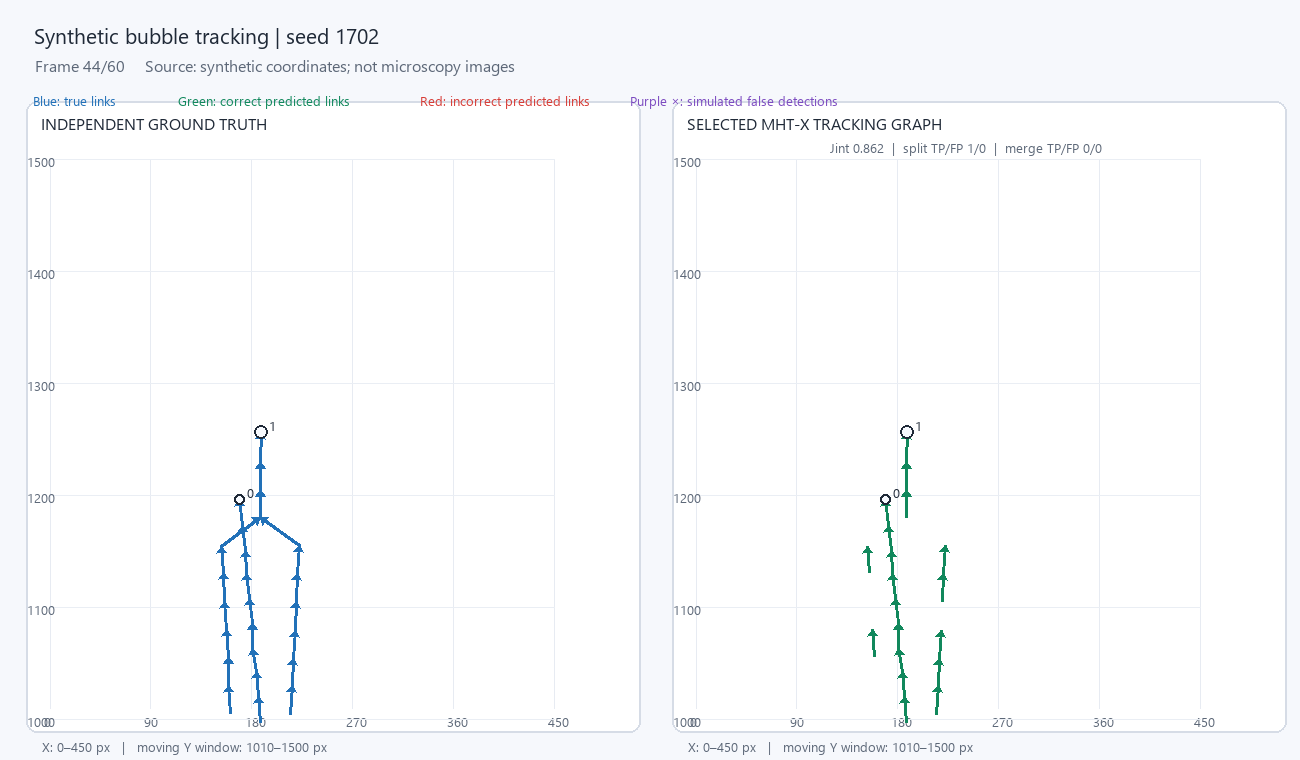 Synthetic bubble tracking | seed 1702
Frame 44/60 Source: synthetic coordinates; not microscopy images
Blue: true links Green: correct predicted links Red: incorrect predicted links Purple ×: simulated false detections
INDEPENDENT GROUND TRUTH
1500
1400
1300
1
1200
0
1100
1000
0 90 180 270 360 450
X: 0–450 px | moving Y window: 1010–1500 px
SELECTED MHT-X TRACKING GRAPH
Jint 0.862 | split TP/FP 1/0 | merge TP/FP 0/0
1500
1400
1300
1
1200
0
1100
1000
0 90 180 270 360 450
X: 0–450 px | moving Y window: 1010–1500 px